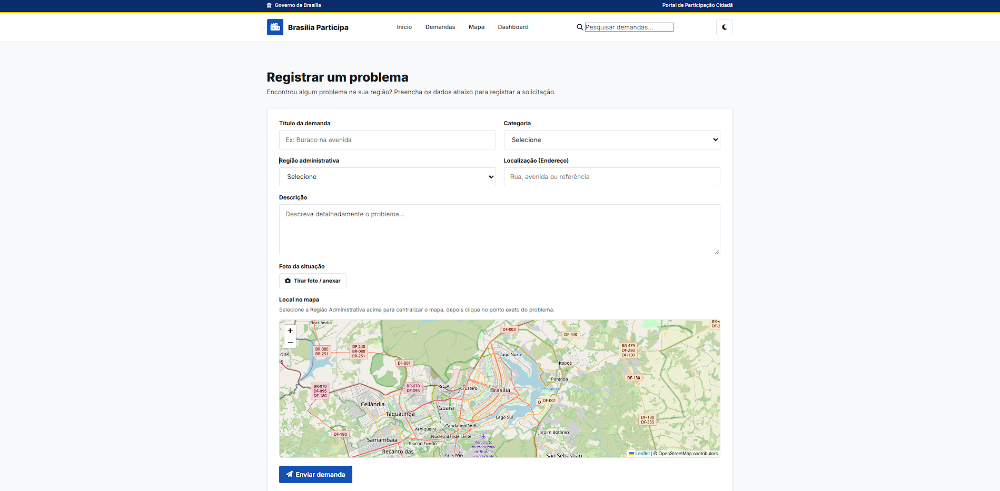 Governo de Brasília
Portal de Participação Cidadã
Brasília Participa
Início
Demandas
Mapa
Dashboard
Pesquisar demandas...
Registrar um problema
Encontrou algum problema na sua região? Preencha os dados abaixo para registrar a solicitação.
Título da demanda
Categoria
Ex: Buraco na avenida
Selecione
Região administrativa
Localização (Endereço)
Selecione
Rua, avenida ou referência
Descrição
Descreva detalhadamente o problema...
Foto da situação
Tirar foto / anexar
Local no mapa
Selecione a Região Administrativa acima para centralizar o mapa, depois clique no ponto exato do problema.
+
−
Brazlândia
DF-003
DF-440
BR-080
BR-251
DF-240
BR-080
BR-251
BR-479
DF-250
DF-130
das
Lago Norte
DF-001
Itapoã
Paranoá
DF-130
BR-070
DF-095
DF-180
BR-070
DF-095
SCIA
Cruzeiro
Brasília
Lago Paranoá
DF-001
Ceilândia
Guará
Taguatinga
Lago Sul
DF-130
DF-355
Candangolândia
Arniqueira
Jardim Botânico
DF-180
Núcleo Bandeirante
Samambaia
Riacho Fundo
Aeroporto
Internacional
de Brasília
- Presidente
Recanto das
Park Way
São Sebastião
Leaflet | © OpenStreetMap contributors
Enviar demanda